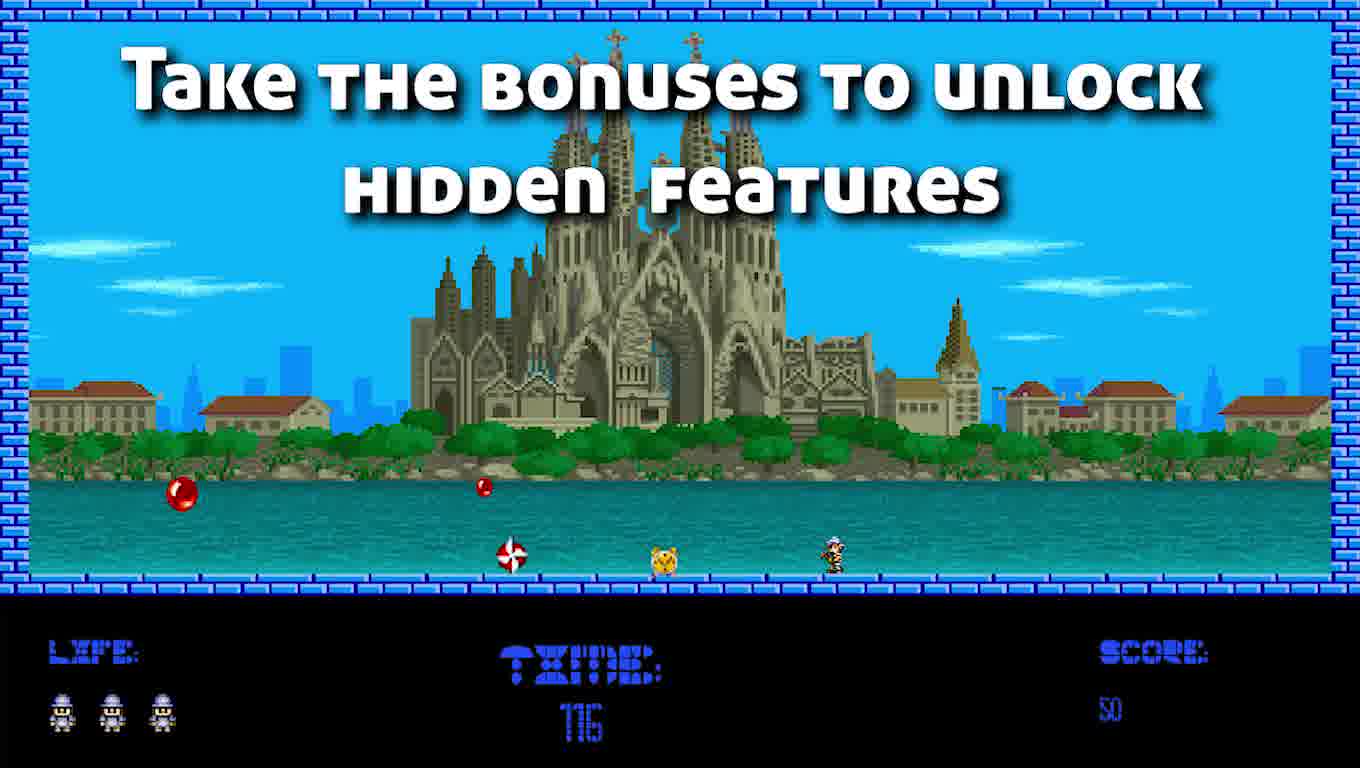 Take the bonuses to unlock
hidden features
LIFE:
TIME:
SCORE:
116
50